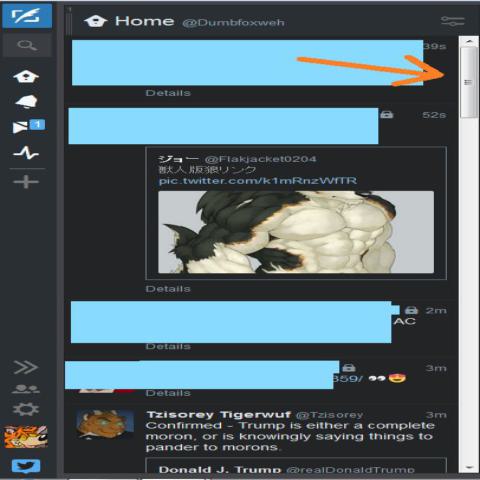 1
Home @Dumbfoxweh
39s
Details
52s
ジョー @Flakjacket0204
獣人版狼リンク
pic.twitter.com/k1mRnzWfTR
Details
2m
AC
Details
3m
359/ 👀😍
Details
Tzisorey Tigerwuf @Tzisorey 3m
Confirmed - Trump is either a complete
moron, or is knowingly saying things to
pander to morons.
Donald J. Trump @realDonaldTrump
1